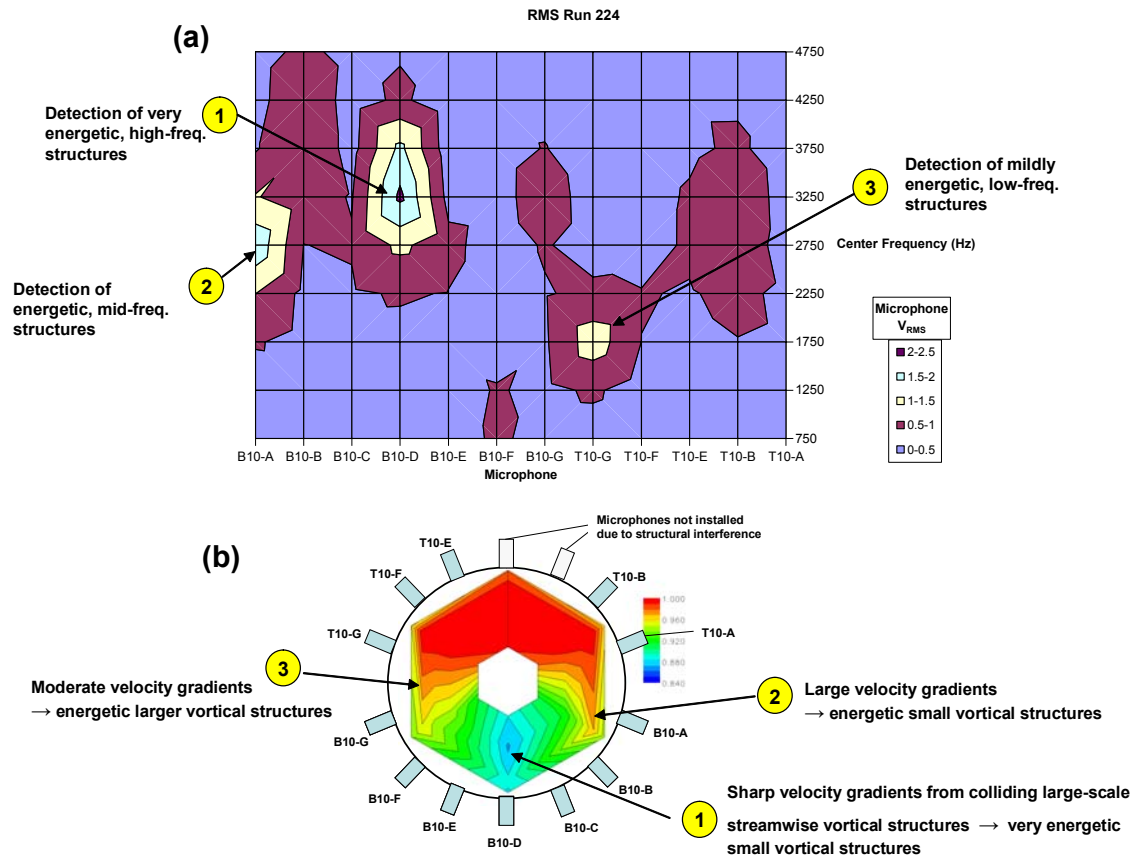 RMS Run 224
(a)
4750
4250
3750
3250
2750
2250
1750
1250
750
Center Frequency (Hz)
1
Detection of very
energetic, high-freq.
structures
2
Detection of
energetic, mid-freq.
structures
3
Detection of mildly
energetic, low-freq.
structures
Microphone
VRMS
2-2.5
1.5-2
1-1.5
0.5-1
0-0.5
B10-A B10-B B10-C B10-D B10-E B10-F B10-G T10-G T10-F T10-E T10-B T10-A
Microphone
(b)
Microphones not installed
due to structural interference
T10-E
T10-F
T10-G
T10-B
T10-A
1.000
0.960
0.920
0.880
0.840
3
Moderate velocity gradients
→ energetic larger vortical structures
2
Large velocity gradients
→ energetic small vortical structures
B10-G
B10-F
B10-E
B10-D
B10-C
B10-B
B10-A
1
Sharp velocity gradients from colliding large-scale
streamwise vortical structures → very energetic
small vortical structures